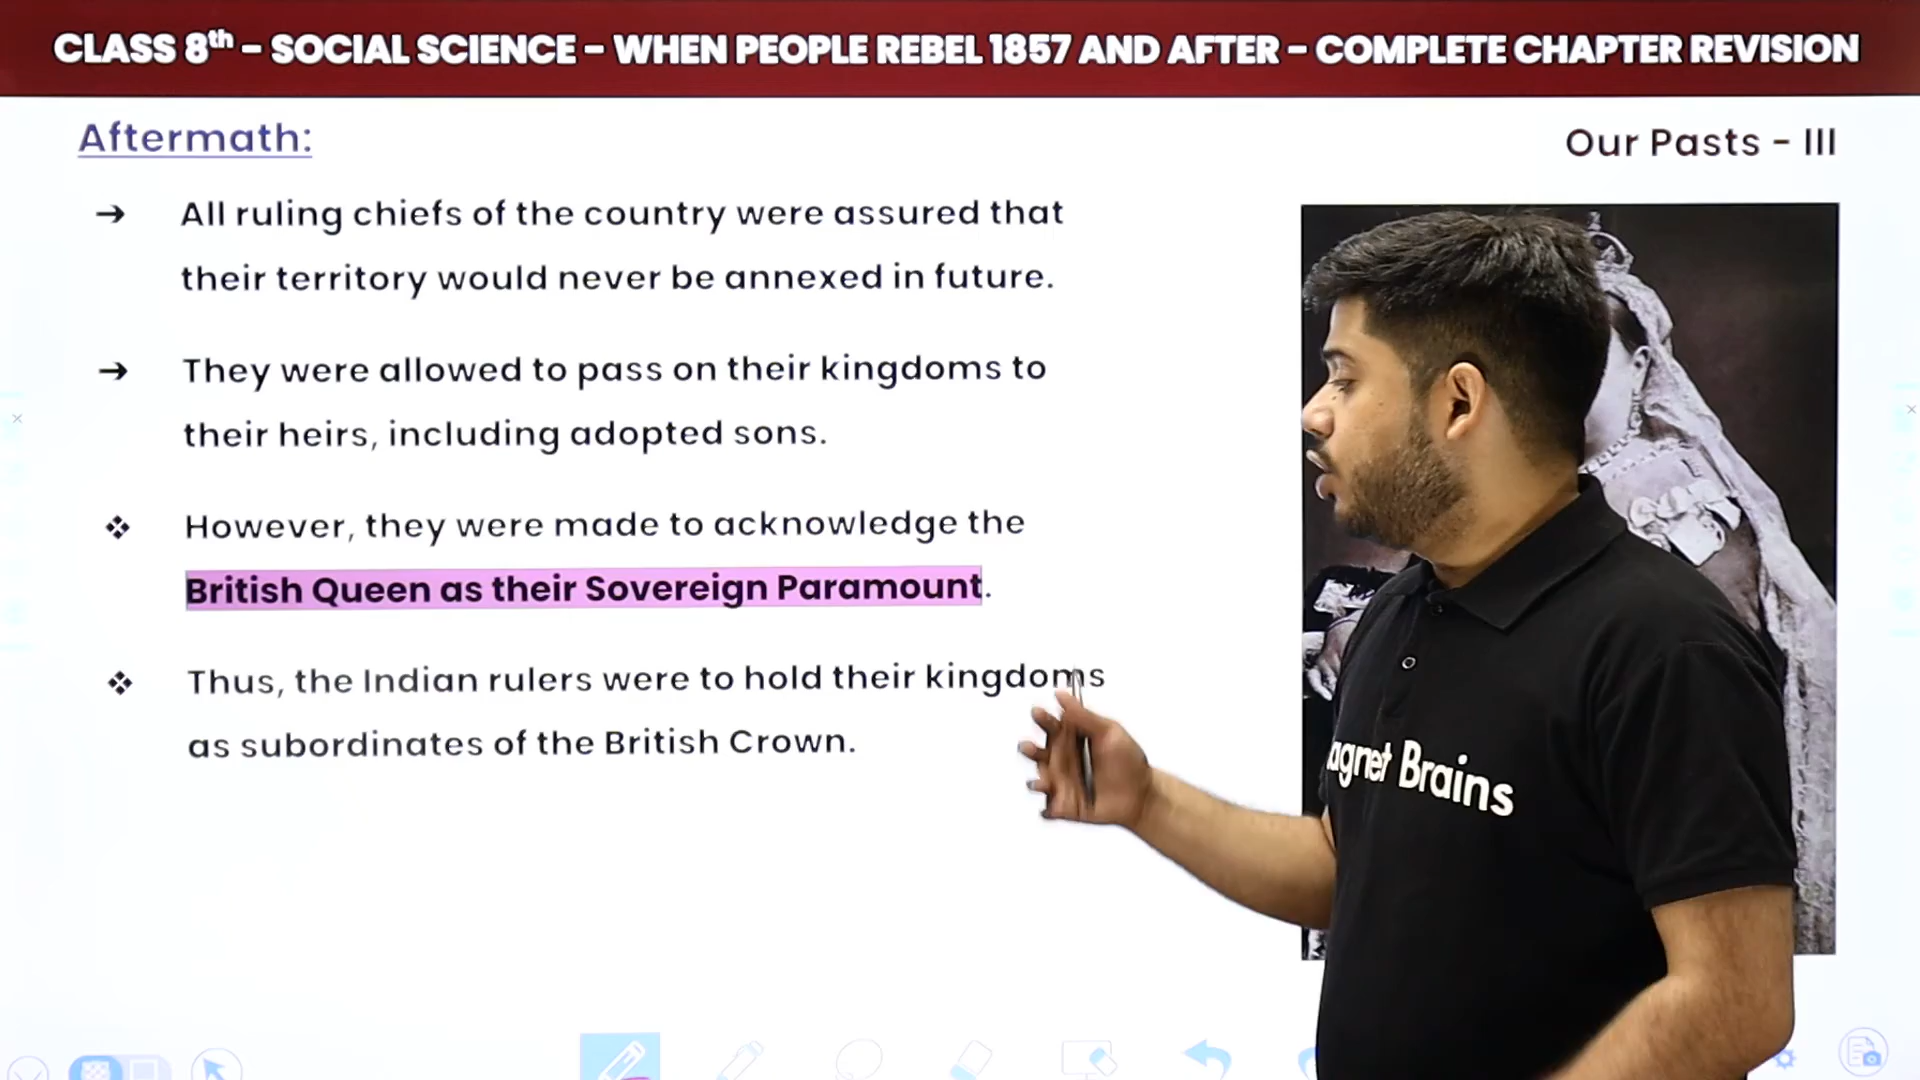 CLASS 8th – SOCIAL SCIENCE – WHEN PEOPLE REBEL 1857 AND AFTER – COMPLETE CHAPTER REVISION
Aftermath:
Our Pasts - III
→ All ruling chiefs of the country were assured that
their territory would never be annexed in future.
→ They were allowed to pass on their kingdoms to
their heirs, including adopted sons.
❖ However, they were made to acknowledge the
British Queen as their Sovereign Paramount.
❖ Thus, the Indian rulers were to hold their kingdoms
as subordinates of the British Crown.
agnet Brains